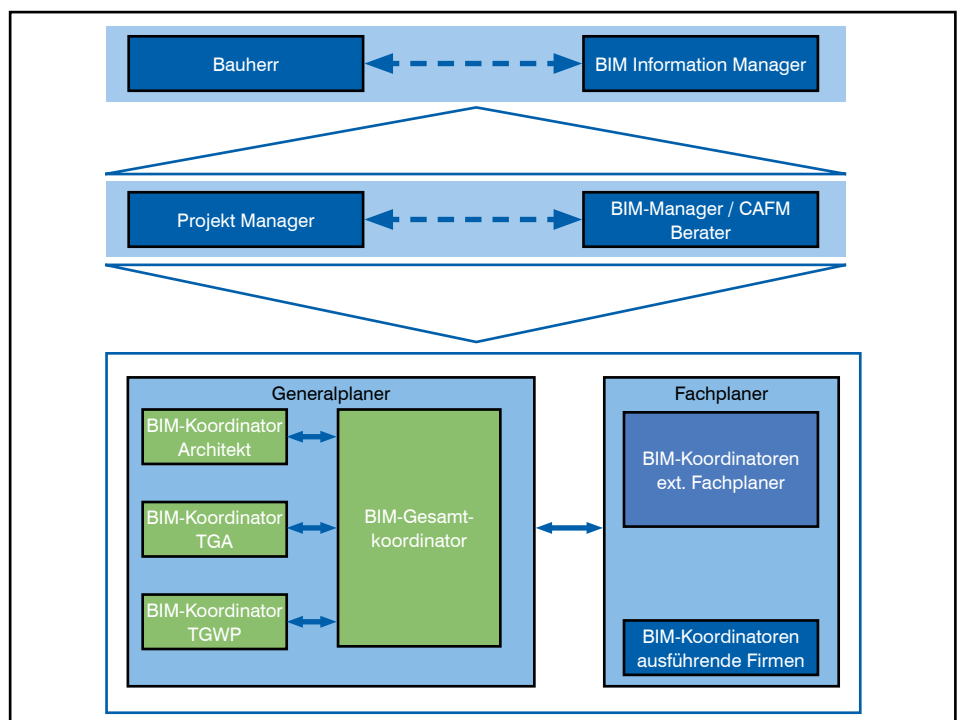 Bauherr
BIM Information Manager
Projekt Manager
BIM-Manager / CAFM
Berater
Generalplaner
BIM-Koordinator
Architekt
BIM-Koordinator
TGA
BIM-Koordinator
TGWP
BIM-Gesamt-
koordinator
Fachplaner
BIM-Koordinatoren
ext. Fachplaner
BIM-Koordinatoren
ausführende Firmen